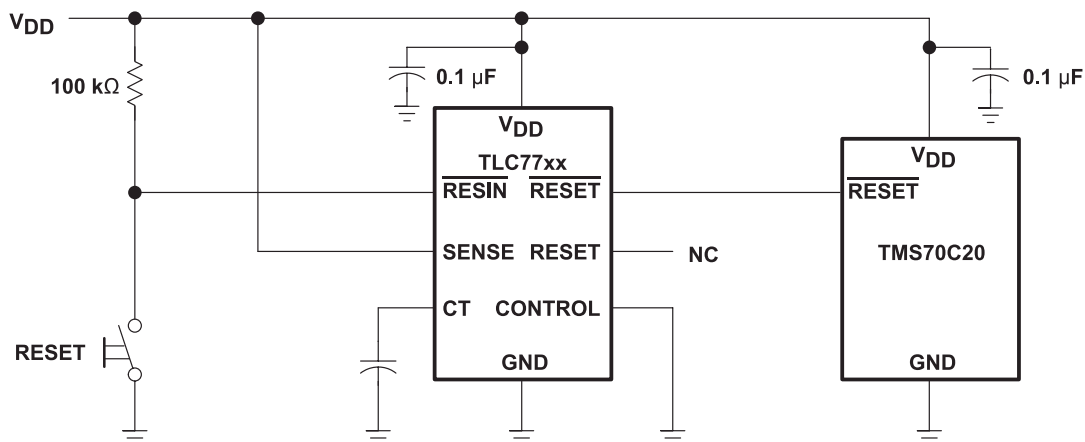 VDD
100 kΩ
0.1 µF
0.1 µF
VDD
TLC77xx
RESIN RESET
SENSE RESET
CT CONTROL
GND
NC
VDD
RESET
TMS70C20
GND
RESET